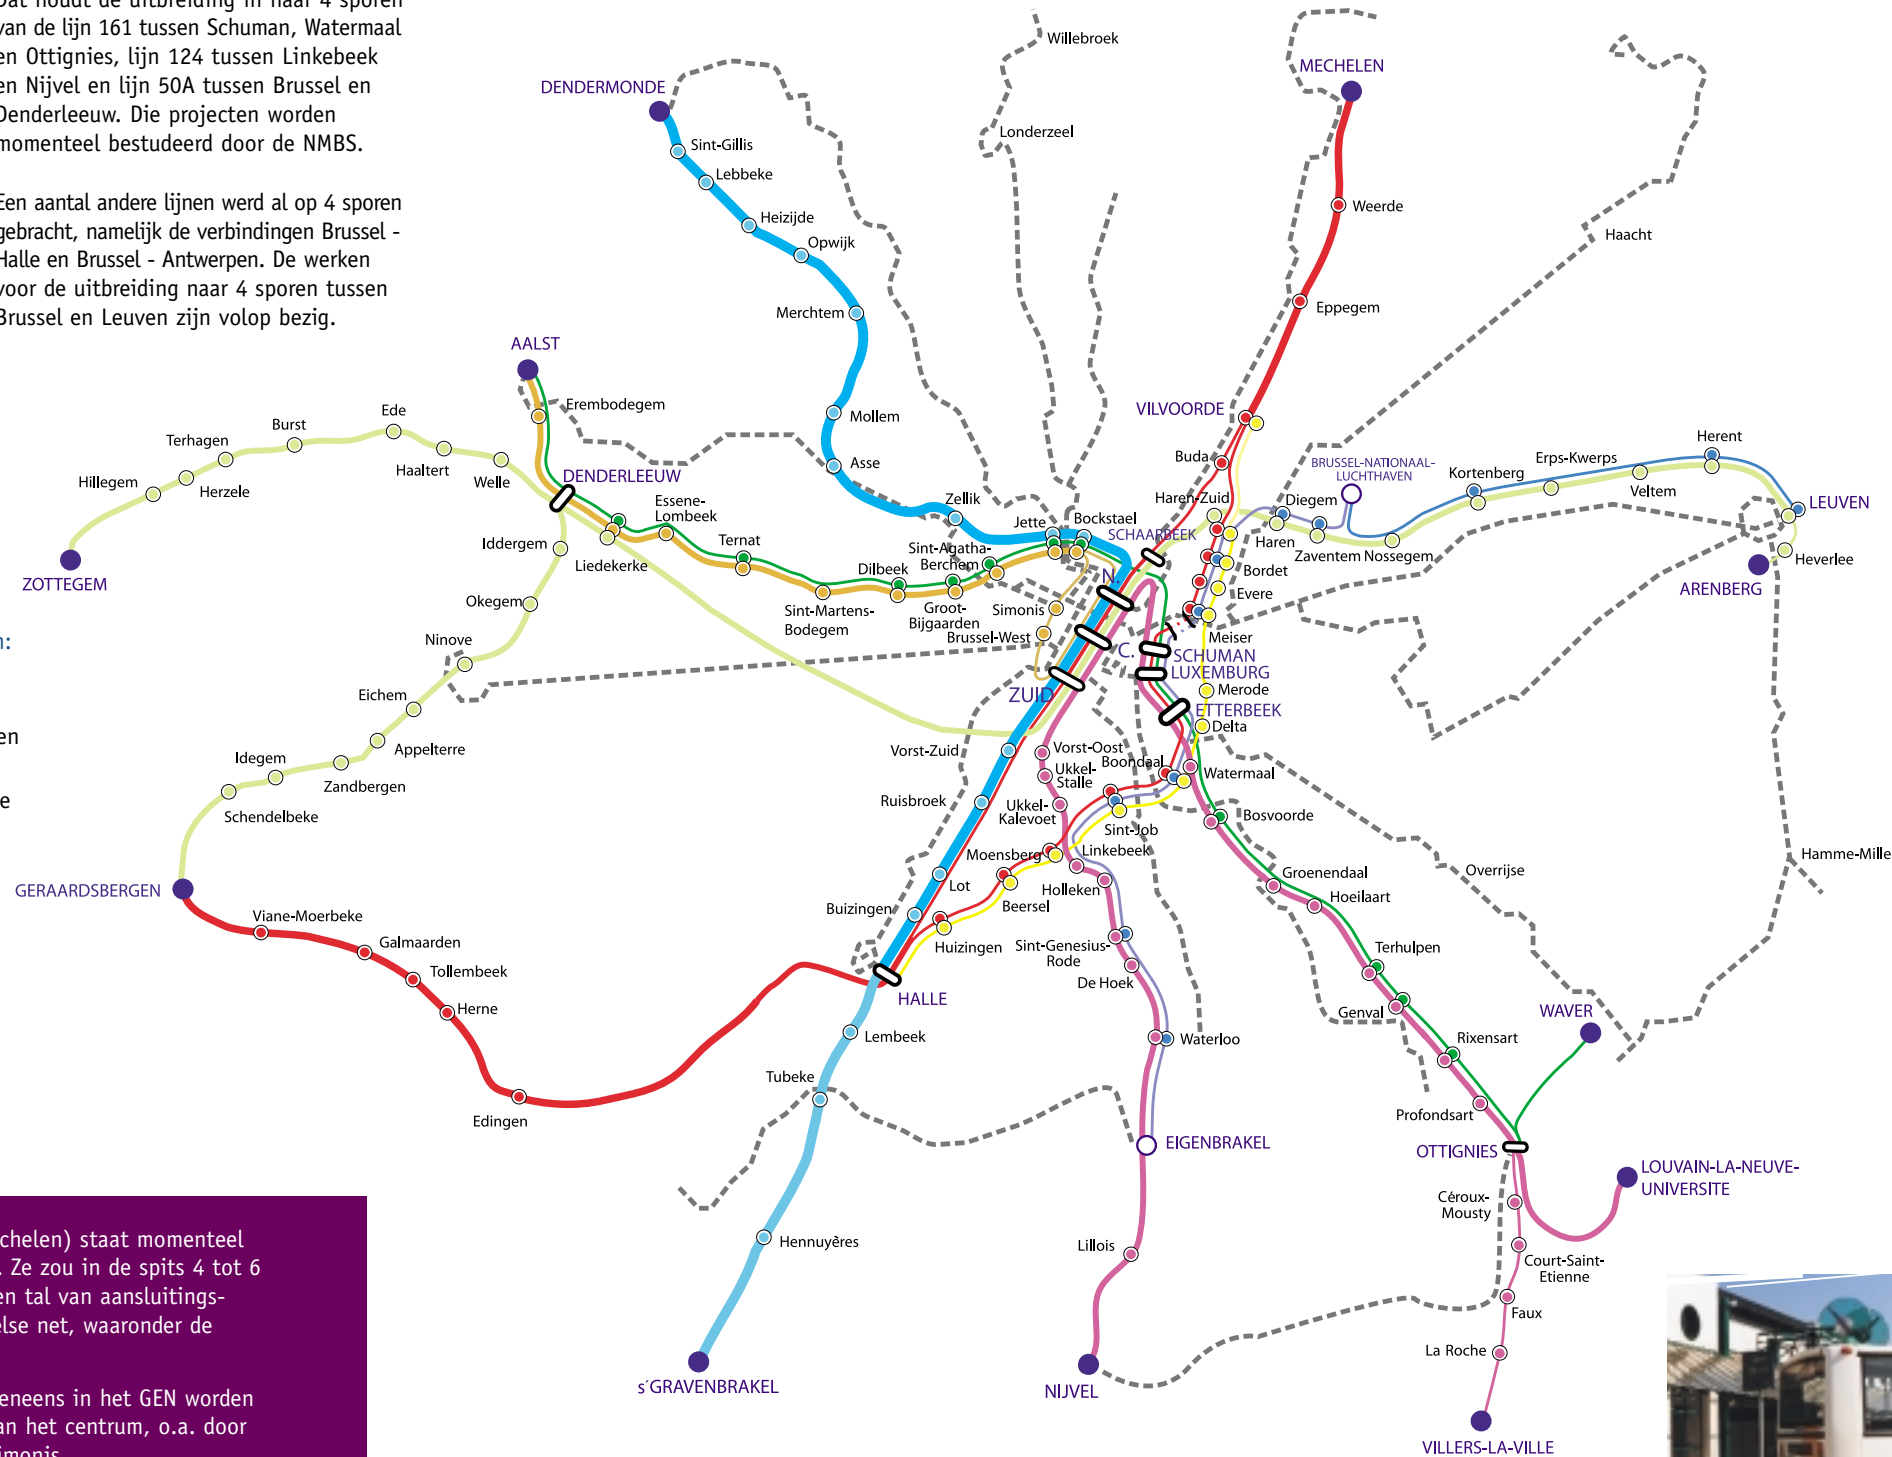 Dat houdt de uitbreiding in naar 4 sporen
van de lijn 161 tussen Schuman, Watermaal
en Ottignies, lijn 124 tussen Linkebeek
en Nijvel en lijn 50A tussen Brussel en
Denderleeuw. Die projecten worden
momenteel bestudeerd door de NMBS.
Een aantal andere lijnen werd al op 4 sporen
gebracht, namelijk de verbindingen Brussel -
Halle en Brussel - Antwerpen. De werken
voor de uitbreiding naar 4 sporen tussen
Brussel en Leuven zijn volop bezig.
Willebroek
MECHELEN
DENDERMONDE
Londerzeel
Sint-Gillis
Lebbeke
Weerde
Heizijde
Opwijk
Haacht
Merchtem
Eppegem
AALST
Erembodegem
Ede
Burst
Terhagen
Mollem
VILVOORDE
Haaltert
Herent
Hillegem
Herzele
Welle
DENDERLEEUW
Asse
Buda
BRUSSEL-NATIONAAL-
LUCHTHAVEN
Kortenberg
Erps-Kwerps
Veltem
LEUVEN
Essene-
Lombeek
Zellik
Haren-Zuid
Diegem
Jette
Bockstael
SCHAARBEEK
Iddergem
Liedekerke
Ternat
Sint-Agatha-
Berchem
Haren
Zaventem
Nossegem
Heverlee
ZOTTEGEM
Dilbeek
N.
Bordet
ARENBERG
Okegem
Sint-Martens-
Bodegem
Groot-
Bijgaarden
Simonis
Evere
Brussel-West
Meiser
n:
Ninove
C.
SCHUMAN
LUXEMBURG
Eichem
ZUID
Merode
ETTERBEEK
Delta
en
Appelterre
Idegem
Zandbergen
Vorst-Zuid
Vorst-Oost
Boondaal
Ukkel-
Stalle
Watermaal
e
Schendelbeke
Ruisbroek
Ukkel-
Kalevoet
Sint-Job
Bosvoorde
Moensberg
Linkebeek
Overrijse
Hamme-Mille
GERAARDSBERGEN
Lot
Holleken
Groenendaal
Hoeilaart
Viane-Moerbeke
Buizingen
Beersel
Galmaarden
Huizingen
Sint-Genesius-
Rode
Terhulpen
Tollembeek
De Hoek
HALLE
Herne
Genval
WAVER
Lembeek
Waterloo
Rixensart
Tubeke
Edingen
Profondsart
EIGENBRAKEL
OTTIGNIES
LOUVAIN-LA-NEUVE-
UNIVERSITE
Céroux-
Mousty
Hennuyères
Lillois
Court-Saint-
Etienne
Faux
La Roche
s'GRAVENBRAKEL
NIJVEL
VILLERS-LA-VILLE
chelen) staat momenteel
. Ze zou in de spits 4 tot 6
en tal van aansluitings-
else net, waaronder de
eneens in het GEN worden
an het centrum, o.a. door
imonis